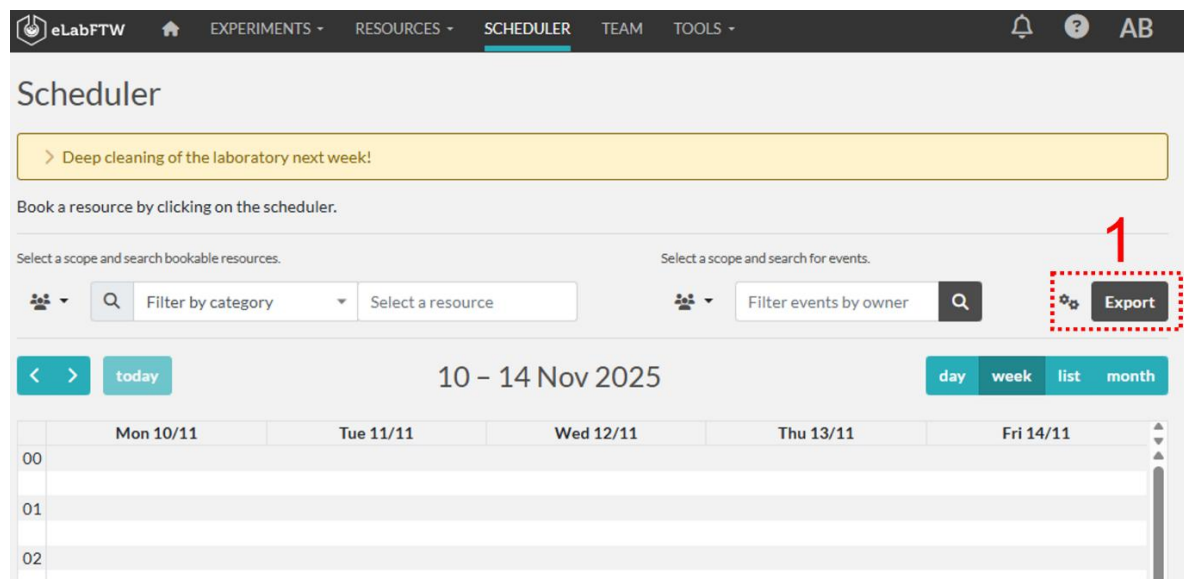 eLabFTW EXPERIMENTS RESOURCES SCHEDULER TEAM TOOLS ? AB
Scheduler
Deep cleaning of the laboratory next week!
Book a resource by clicking on the scheduler.
1
Select a scope and search bookable resources. Select a scope and search for events.
Filter by category Select a resource Filter events by owner Export
< > today 10 – 14 Nov 2025 day week list month
Mon 10/11 Tue 11/11 Wed 12/11 Thu 13/11 Fri 14/11
00
01
02